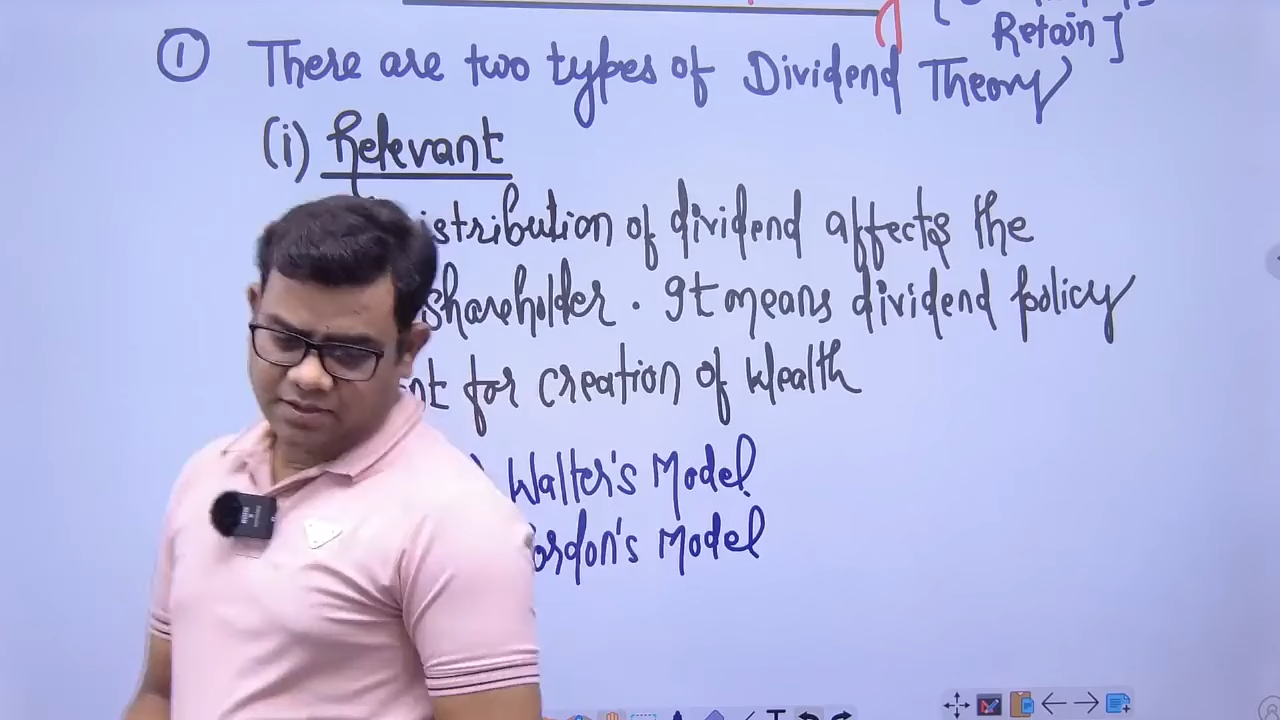 Retain]
① There are two types of Dividend Theory
(i) Relevant
istribution of dividend affects the
shareholder. It means dividend policy
nt for creation of Wealth
Walter's Model
ordon's Model